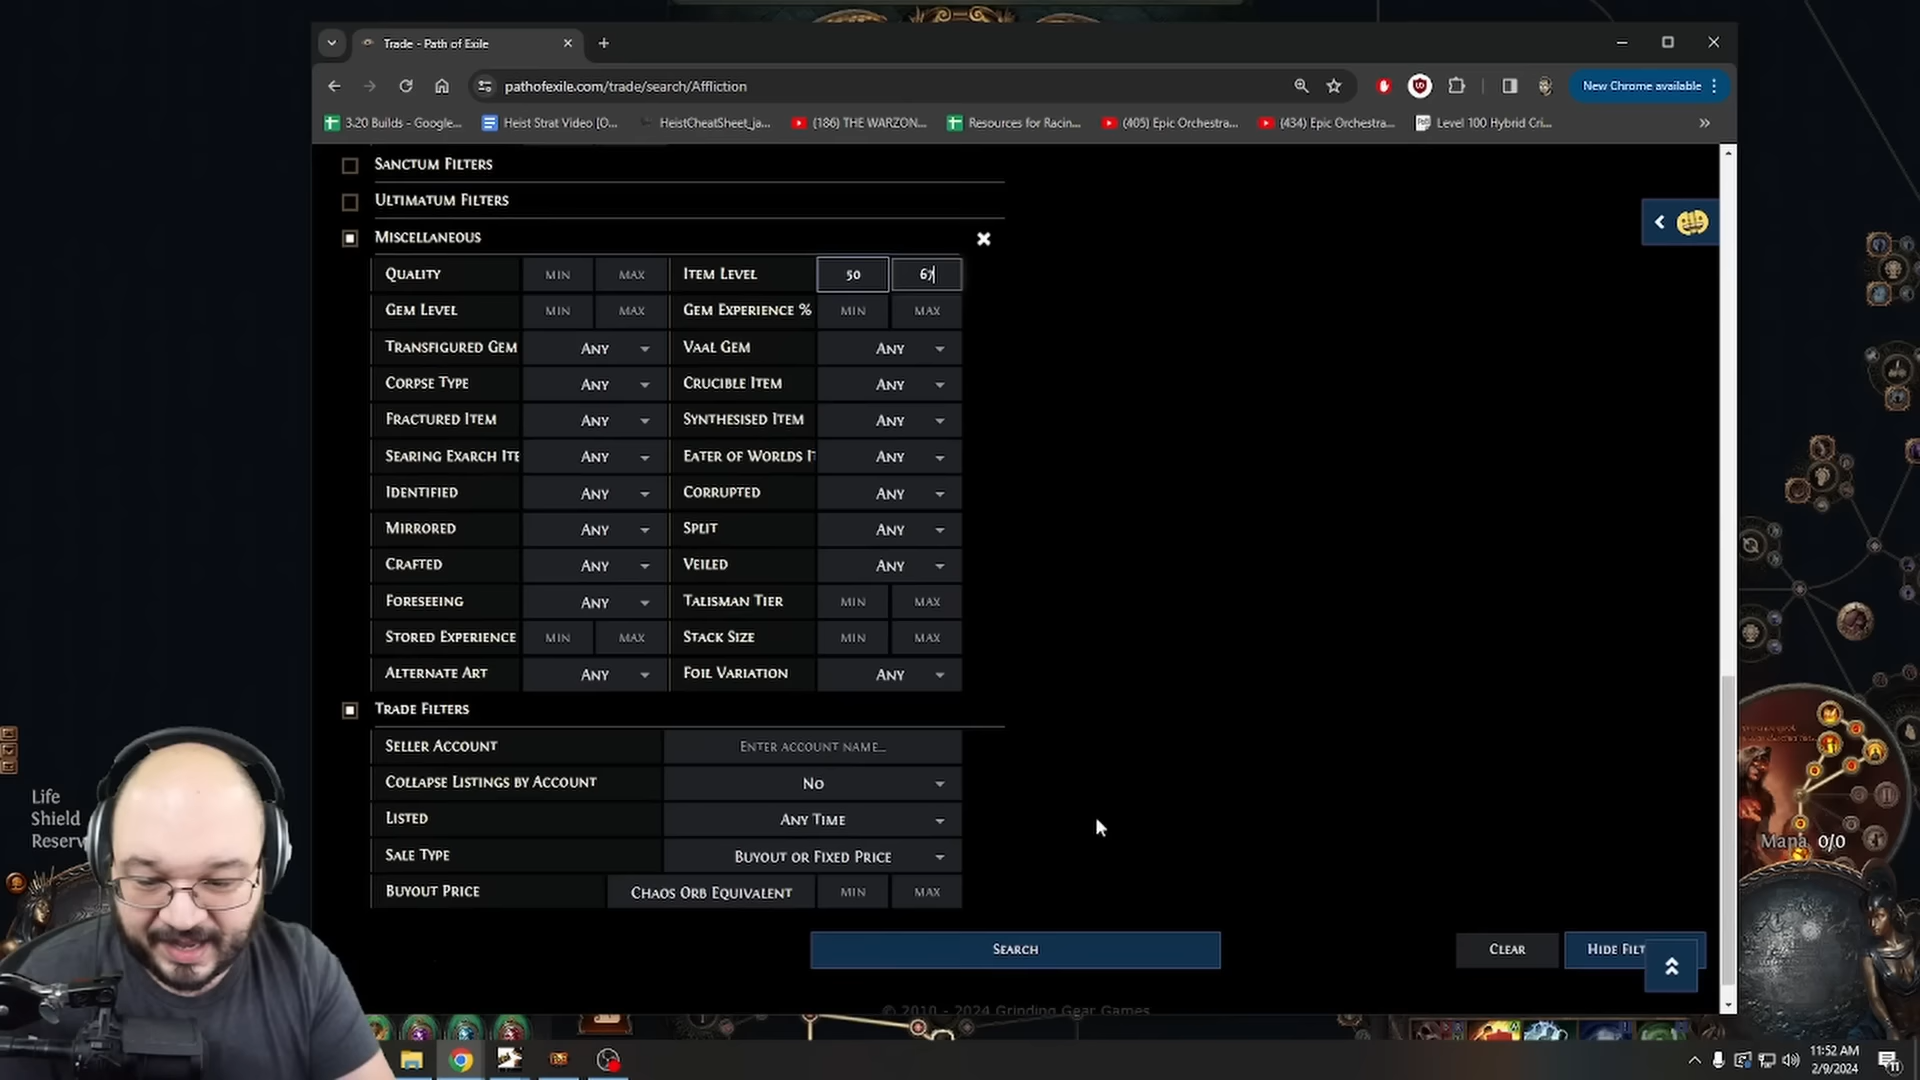 Trade - Path of Exile
pathofexile.com/trade/search/Affliction
New Chrome available
3.20 Builds - Google...
Heist Strat Video [O...
HeistCheatSheet_ja...
(186) THE WARZON...
Resources for Racin...
(405) Epic Orchestra...
(434) Epic Orchestra...
Level 100 Hybrid Cri...
Sanctum Filters
Ultimatum Filters
Miscellaneous
Quality MIN MAX Item Level 50 67
Gem Level MIN MAX Gem Experience % MIN MAX
Transfigured Gem Any Vaal Gem Any
Corpse Type Any Crucible Item Any
Fractured Item Any Synthesised Item Any
Searing Exarch Ite Any Eater of Worlds It Any
Identified Any Corrupted Any
Mirrored Any Split Any
Crafted Any Veiled Any
Foreseeing Any Talisman Tier MIN MAX
Stored Experience MIN MAX Stack Size MIN MAX
Alternate Art Any Foil Variation Any
Trade Filters
Seller Account Enter account name...
Collapse Listings by Account No
Listed Any Time
Sale Type Buyout or Fixed Price
Buyout Price Chaos Orb Equivalent MIN MAX
Search
Clear
Hide Filt
© 2010 - 2024 Grinding Gear Games
Life
Shield
Reserv
Mana 0/0
11:52 AM
2/9/2024